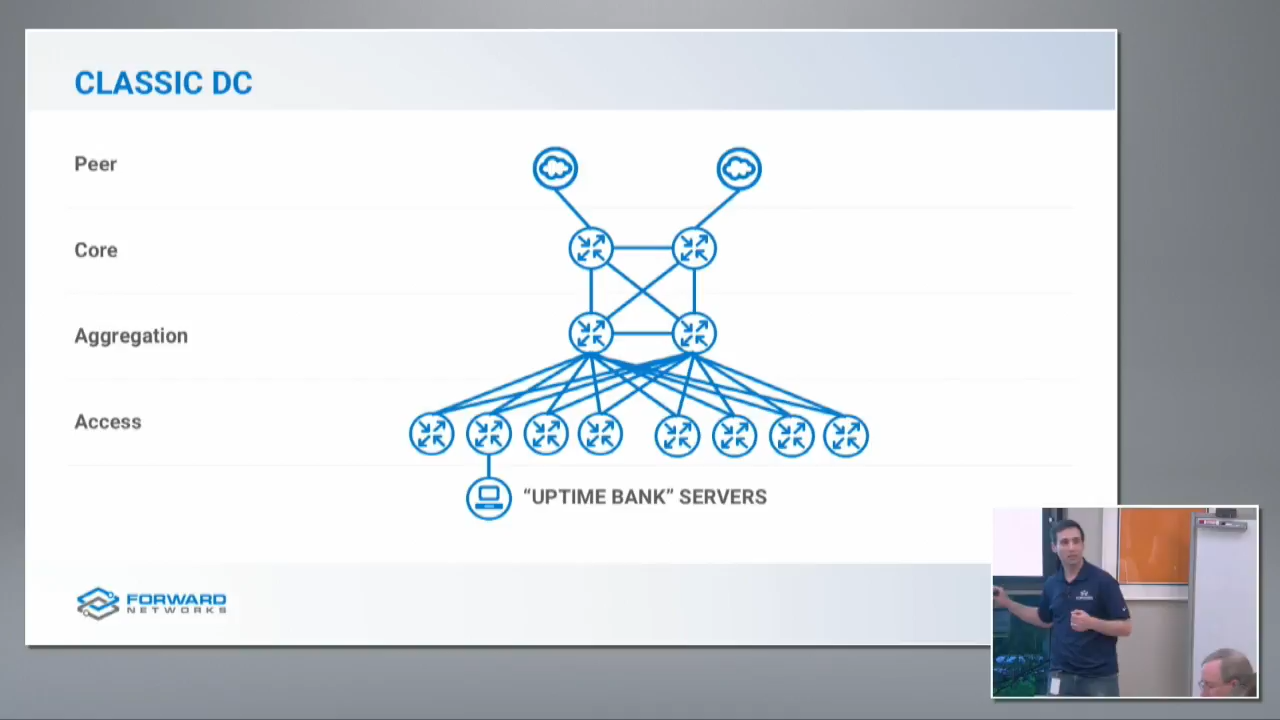 CLASSIC DC
Peer
Core
Aggregation
Access
“UPTIME BANK” SERVERS
FORWARD
NETWORKS